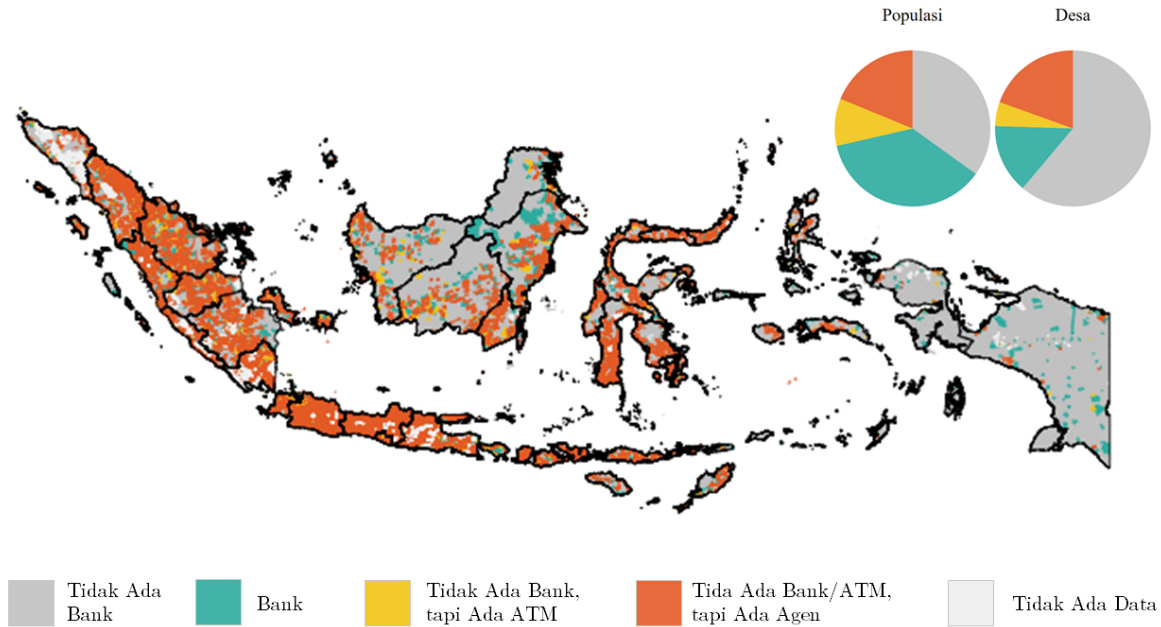 Populasi
Desa
Tidak Ada
Bank
Bank
Tidak Ada Bank,
tapi Ada ATM
Tida Ada Bank/ATM,
tapi Ada Agen
Tidak Ada Data